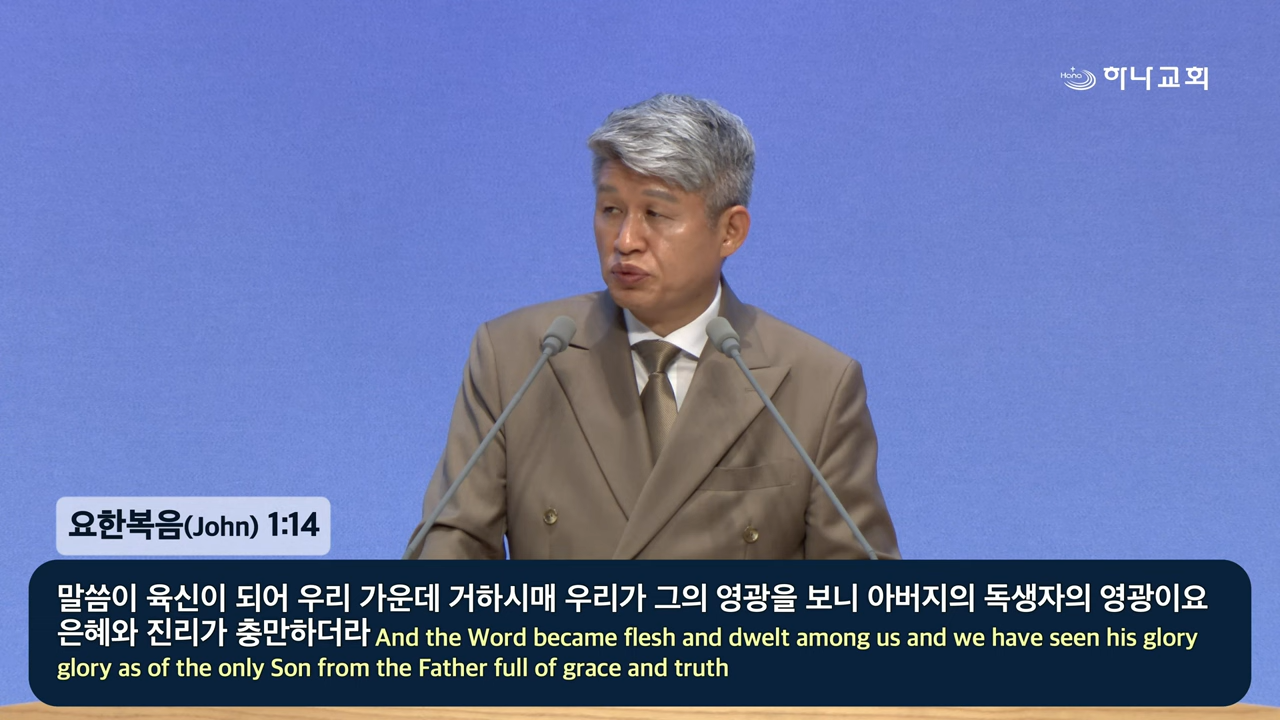 Hana 하나교회
요한복음(John) 1:14
말씀이 육신이 되어 우리 가운데 거하시매 우리가 그의 영광을 보니 아버지의 독생자의 영광이요
은혜와 진리가 충만하더라 And the Word became flesh and dwelt among us and we have seen his glory
glory as of the only Son from the Father full of grace and truth